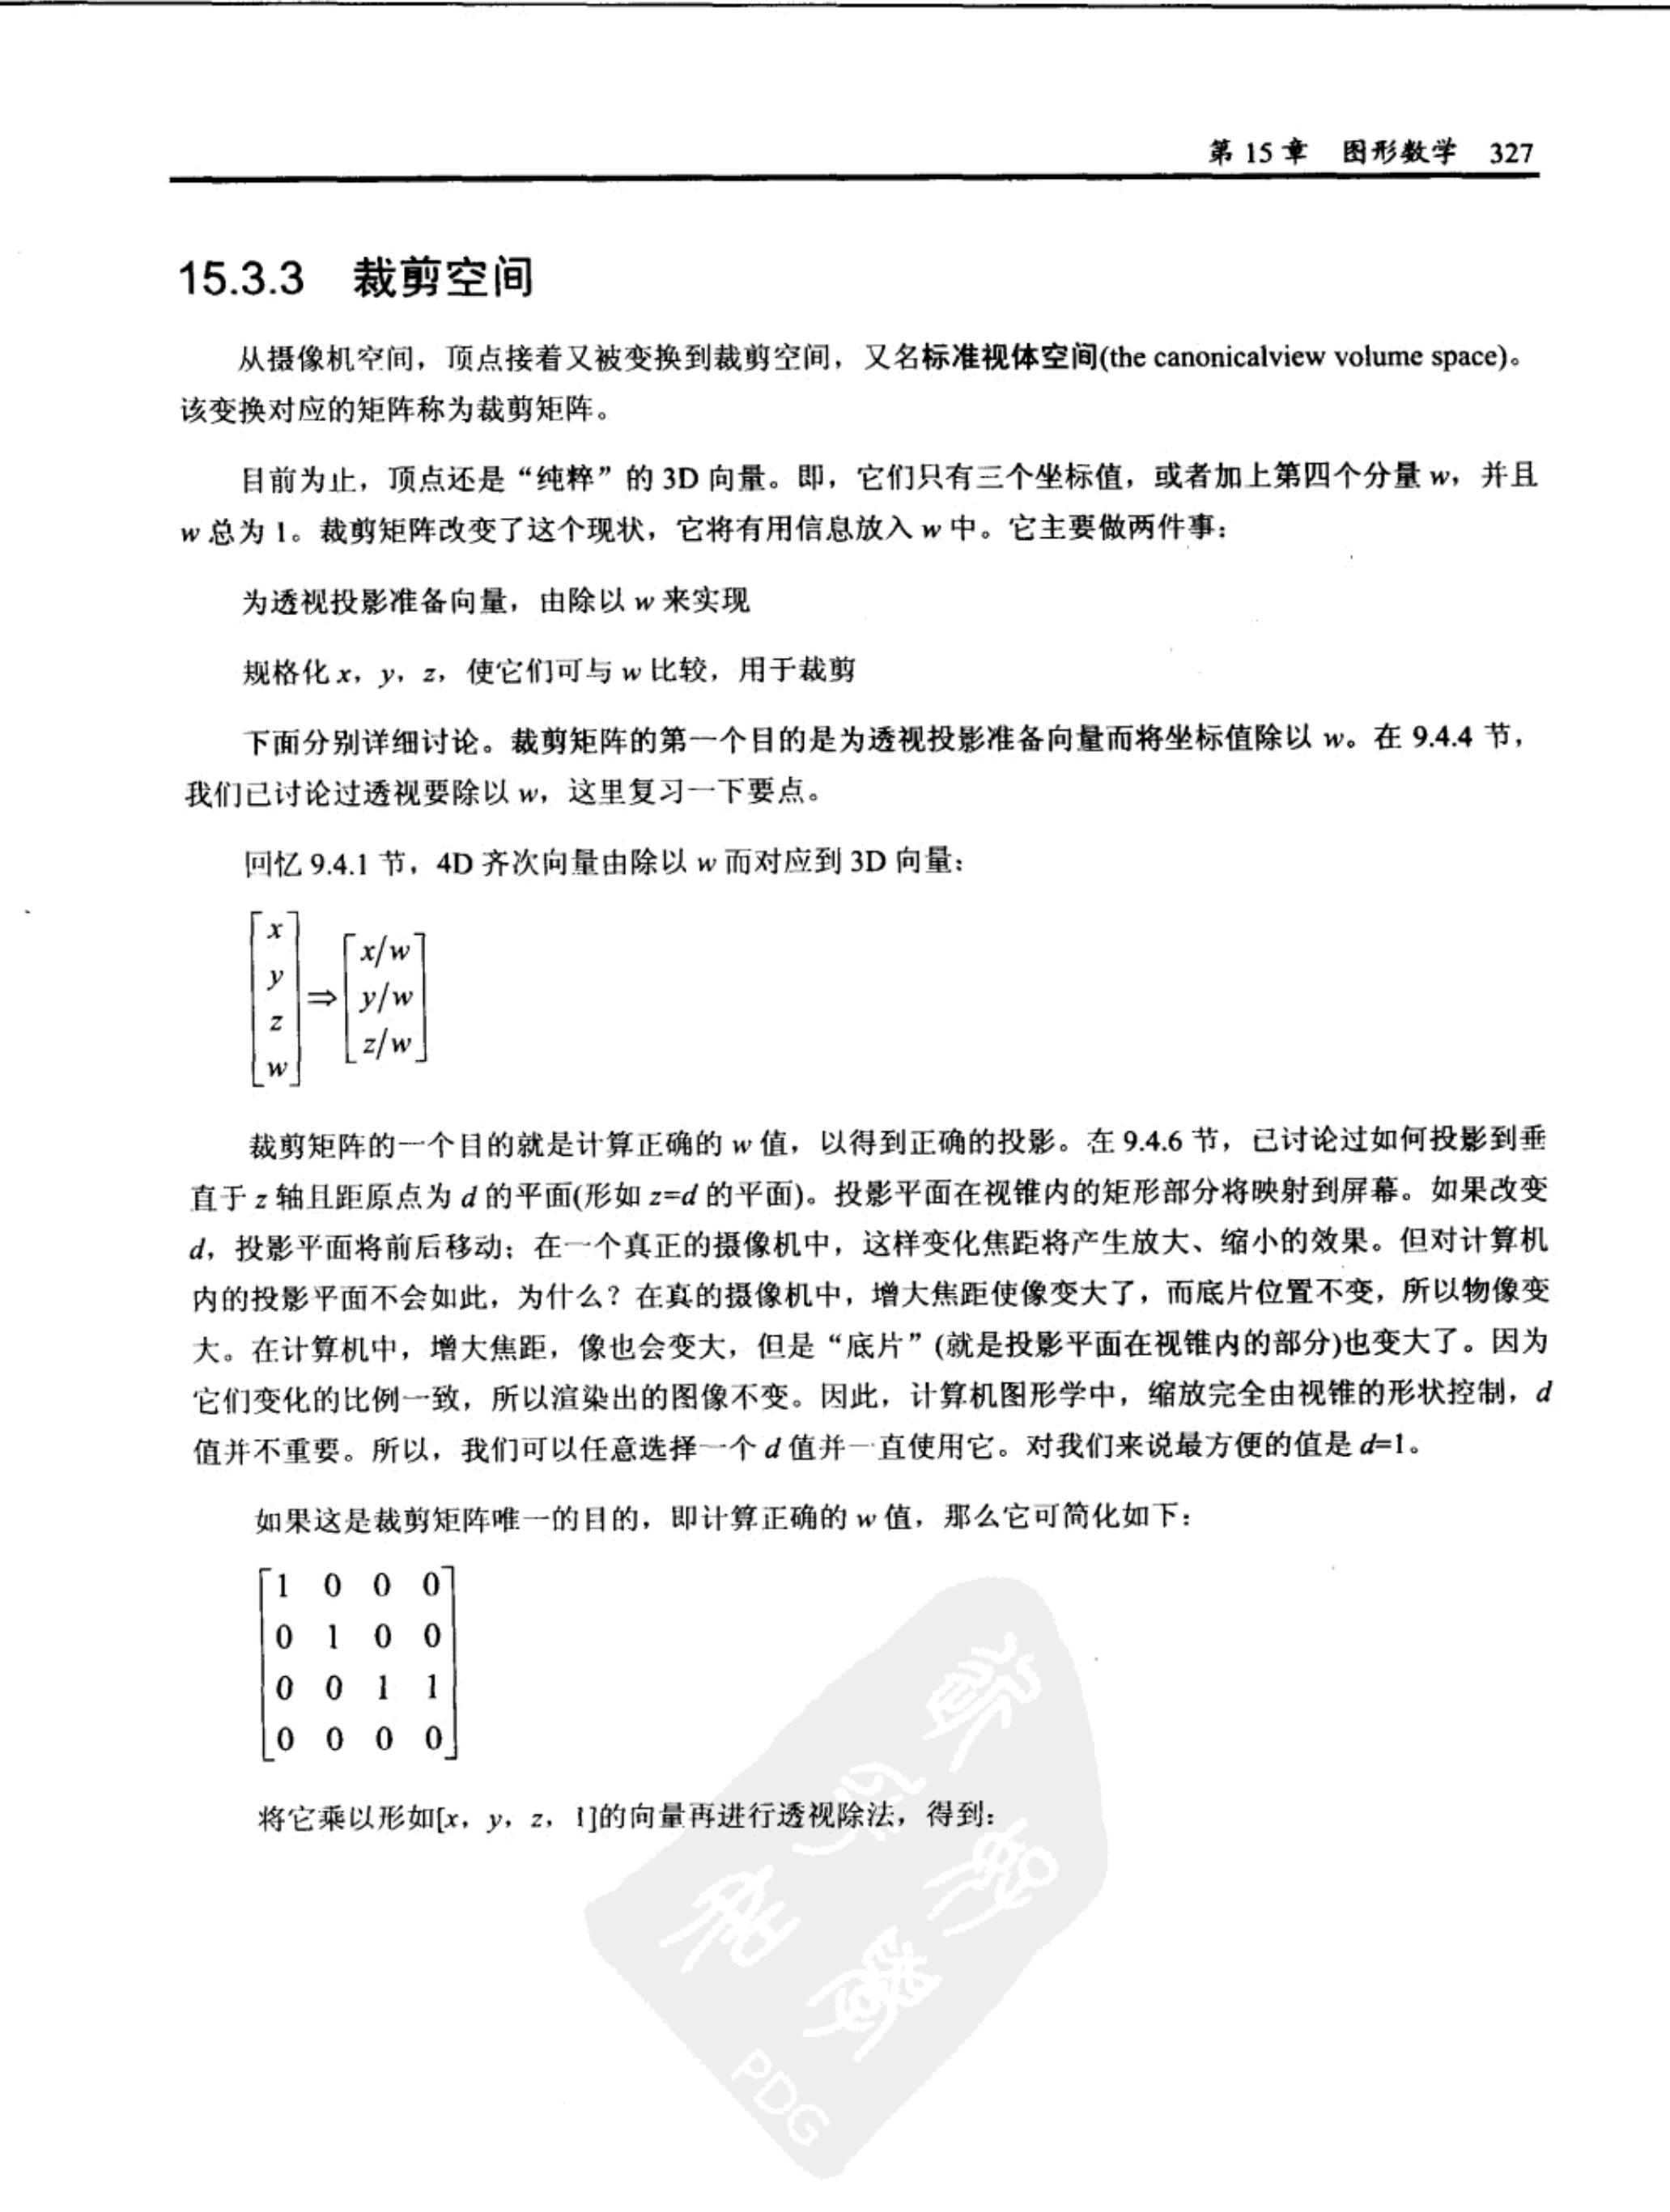 第 15 章 图形数学 327
15.3.3 裁剪空间
从摄像机空间，顶点接着又被变换到裁剪空间，又名标准视体空间(the canonicalview volume space)。
该变换对应的矩阵称为裁剪矩阵。
目前为止，顶点还是“纯粹”的 3D 向量。即，它们只有三个坐标值，或者加上第四个分量 w，并且
w 总为 1。裁剪矩阵改变了这个现状，它将有用信息放入 w 中。它主要做两件事：
为透视投影准备向量，由除以 w 来实现
规格化 x，y，z，使它们可与 w 比较，用于裁剪
下面分别详细讨论。裁剪矩阵的第一个目的是为透视投影准备向量而将坐标值除以 w。在 9.4.4 节，
我们已讨论过透视要除以 w，这里复习一下要点。
回忆 9.4.1 节，4D 齐次向量由除以 w 而对应到 3D 向量：
x
y
z
w
⇒
x/w
y/w
z/w
裁剪矩阵的一个目的就是计算正确的 w 值，以得到正确的投影。在 9.4.6 节，已讨论过如何投影到垂
直于 z 轴且距原点为 d 的平面(形如 z=d 的平面)。投影平面在视锥内的矩形部分将映射到屏幕。如果改变
d，投影平面将前后移动；在一个真正的摄像机中，这样变化焦距将产生放大、缩小的效果。但对计算机
内的投影平面不会如此，为什么？在真的摄像机中，增大焦距使像变大了，而底片位置不变，所以物像变
大。在计算机中，增大焦距，像也会变大，但是“底片”(就是投影平面在视锥内的部分)也变大了。因为
它们变化的比例一致，所以渲染出的图像不变。因此，计算机图形学中，缩放完全由视锥的形状控制，d
值并不重要。所以，我们可以任意选择一个 d 值并一直使用它。对我们来说最方便的值是 d=1。
如果这是裁剪矩阵唯一的目的，即计算正确的 w 值，那么它可简化如下：
1 0 0 0
0 1 0 0
0 0 1 1
0 0 0 0
将它乘以形如[x，y，z，1]的向量再进行透视除法，得到：
PDG